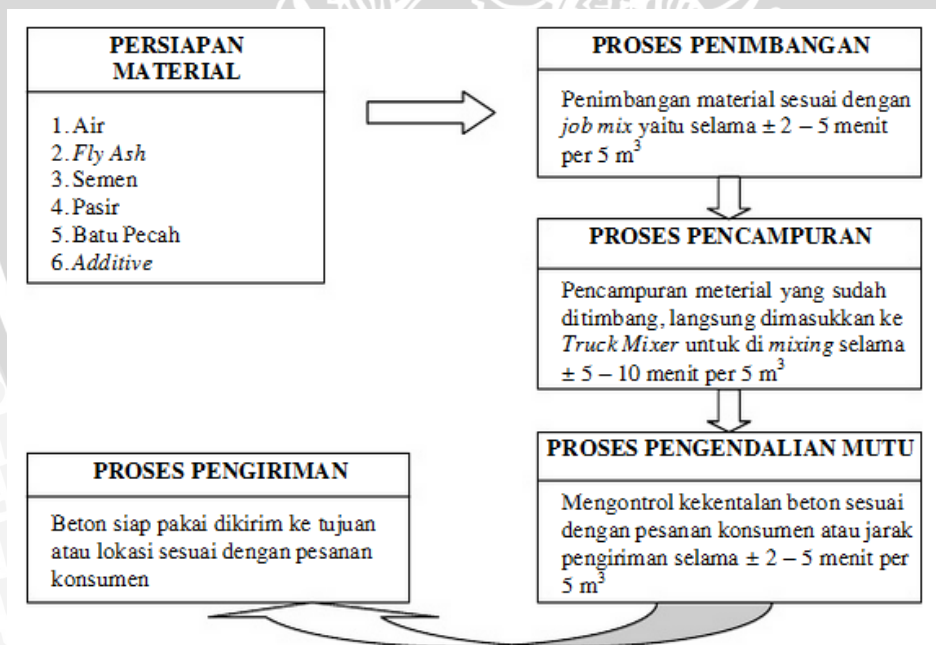 PERSIAPAN
MATERIAL
1. Air
2. Fly Ash
3. Semen
4. Pasir
5. Batu Pecah
6. Additive
PROSES PENIMBANGAN
Penimbangan material sesuai dengan
job mix yaitu selama ± 2 – 5 menit
per 5 m³
PROSES PENCAMPURAN
Pencampuran meterial yang sudah
ditimbang, langsung dimasukkan ke
Truck Mixer untuk di mixing selama
± 5 – 10 menit per 5 m³
PROSES PENGENDALIAN MUTU
Mengontrol kekentalan beton sesuai
dengan pesanan konsumen atau jarak
pengiriman selama ± 2 – 5 menit per
5 m³
PROSES PENGIRIMAN
Beton siap pakai dikirim ke tujuan
atau lokasi sesuai dengan pesanan
konsumen